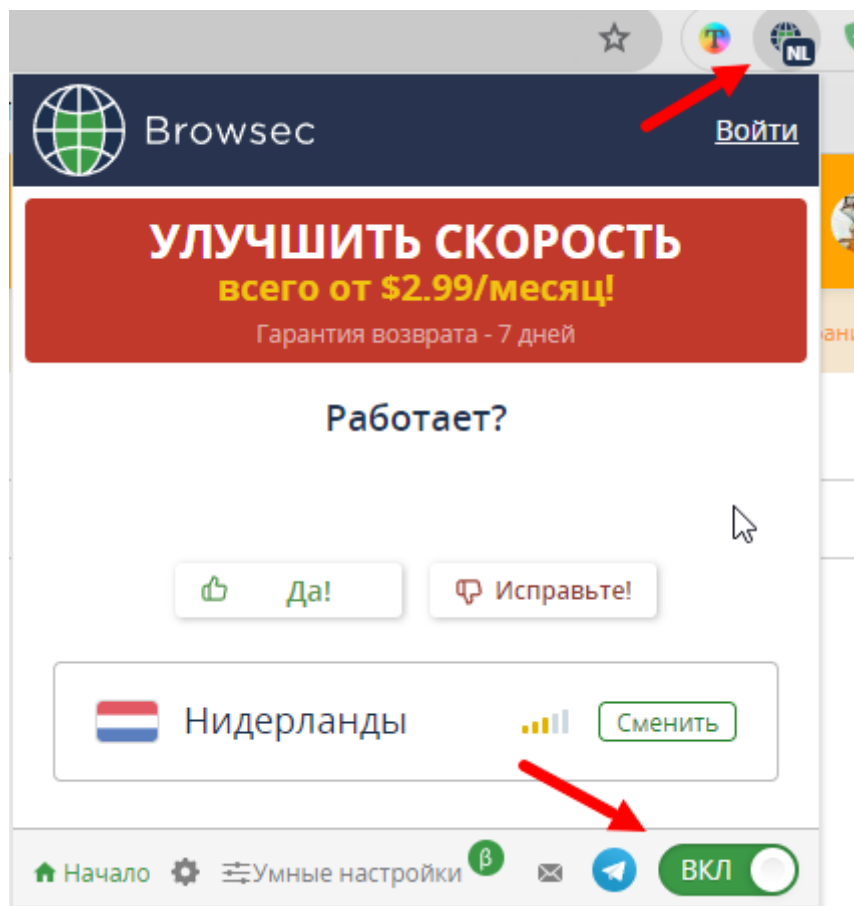 T
NL
Browsec
Войти
УЛУЧШИТЬ СКОРОСТЬ
всего от $2.99/месяц!
Гарантия возврата - 7 дней
Работает?
Да!
Исправьте!
Нидерланды
Сменить
Начало
Умные настройки β
ВКЛ